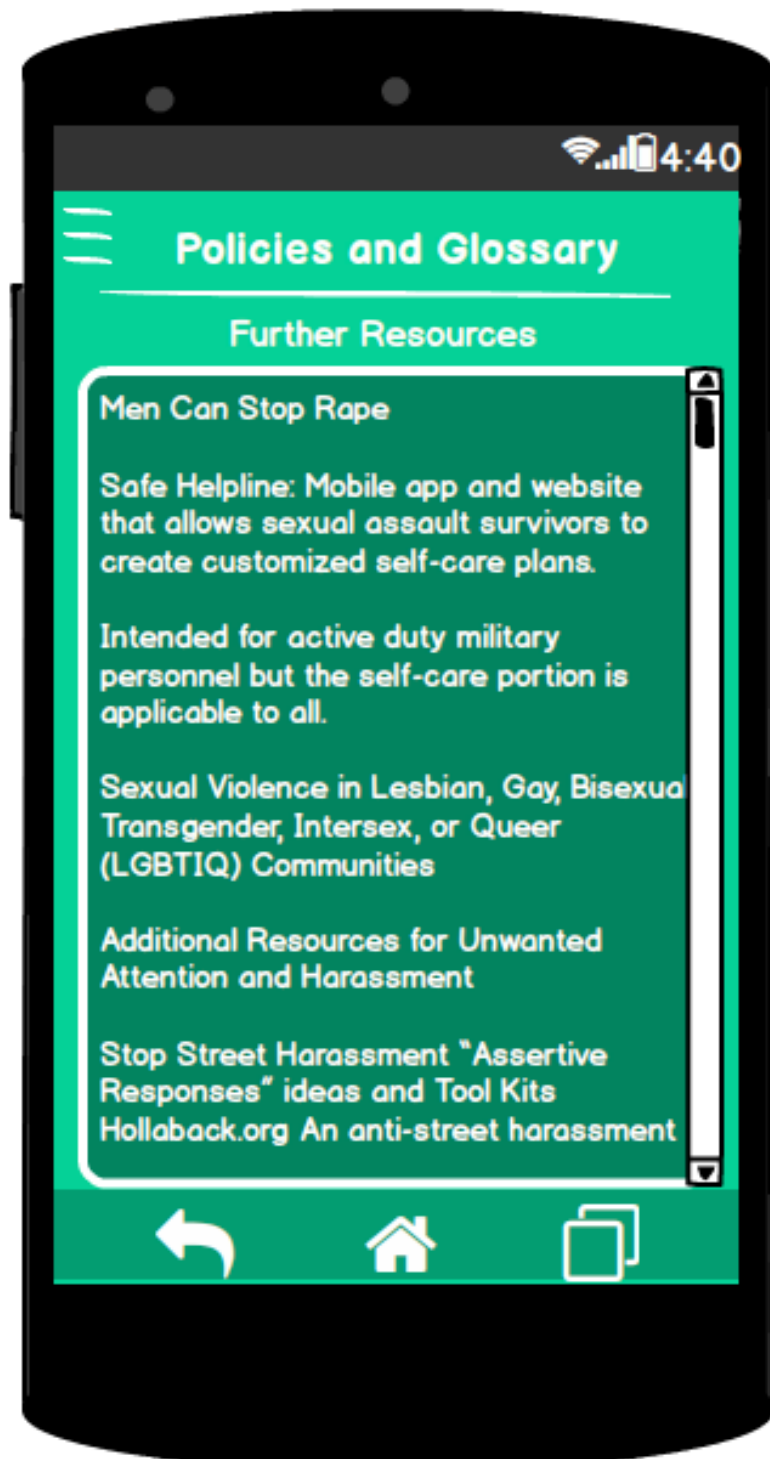 4:40
Policies and Glossary
Further Resources
Men Can Stop Rape
Safe Helpline: Mobile app and website
that allows sexual assault survivors to
create customized self-care plans.
Intended for active duty military
personnel but the self-care portion is
applicable to all.
Sexual Violence in Lesbian, Gay, Bisexual
Transgender, Intersex, or Queer
(LGBTIQ) Communities
Additional Resources for Unwanted
Attention and Harassment
Stop Street Harassment “Assertive
Responses” ideas and Tool Kits
Hollaback.org An anti-street harassment